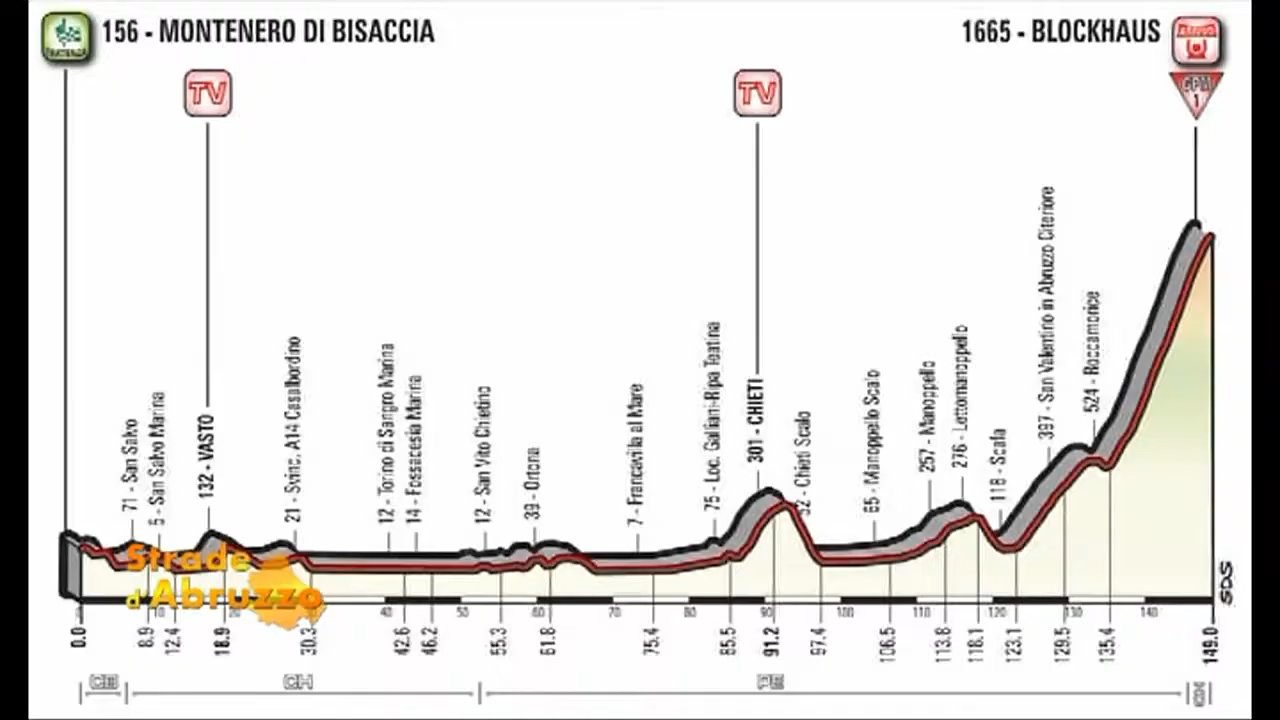 156 - MONTENERO DI BISACCIA
1665 - BLOCKHAUS
TV
TV
GPM
1
71 - San Salvo
5 - San Salvo Marina
132 - VASTO
21 - Svinc. A14 Casalbordino
12 - Torino di Sangro Marina
14 - Fossacesia Marina
12 - San Vito Chietino
39 - Ortona
7 - Francavilla al Mare
75 - Loc. Galliani-Ripa Teatina
301 - CHIETI
52 - Chieti Scalo
65 - Manoppello Scalo
257 - Manoppello
276 - Lettomanoppello
118 - Scafa
397 - San Valentino in Abruzzo Citeriore
524 - Roccamorice
Strade
d'Abruzzo
SDS
10 20 40 50 60 70 80 90 100 110 120 130 140
0.0 8.9 12.4 18.9 30.3 42.6 46.2 55.3 61.8 75.4 85.5 91.2 97.4 106.5 113.8 118.1 123.1 129.5 135.4 149.0
CB CH PE CH